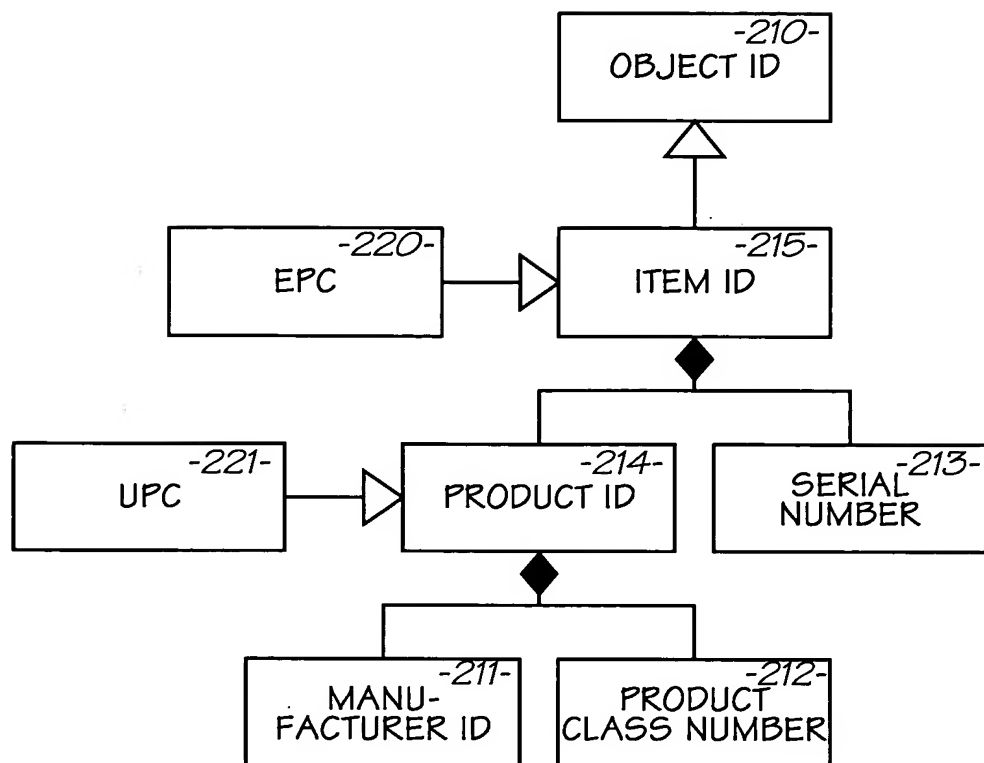 -210-
OBJECT ID
-220-
EPC
-215-
ITEM ID
-221-
UPC
-214-
PRODUCT ID
-213-
SERIAL
NUMBER
-211-
MANU-
FACTURER ID
-212-
PRODUCT
CLASS NUMBER